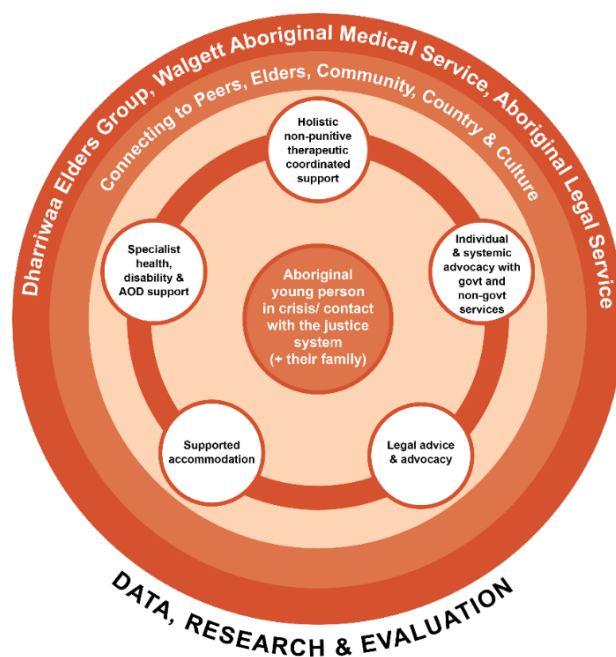 Dharriwaa Elders Group, Walgett Aboriginal Medical Service, Aboriginal Legal Service
Connecting to Peers, Elders, Community, Country & Culture
Holistic
non-punitive
therapeutic
coordinated
support
Specialist
health,
disability &
AOD support
Individual
& systemic
advocacy with
govt and
non-govt
services
Aboriginal
young person
in crisis/ contact
with the justice
system
(+ their family)
Supported
accommodation
Legal advice
& advocacy
DATA, RESEARCH & EVALUATION